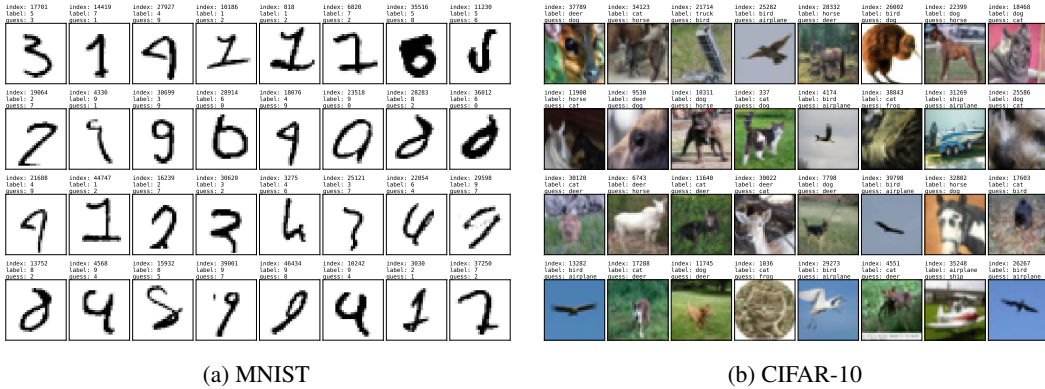 index: 17701
label: 5
guess: 3
index: 14419
label: 7
guess: 1
index: 27927
label: 4
guess: 9
index: 10186
label: 1
guess: 2
index: 818
label: 1
guess: 2
index: 6820
label: 1
guess: 2
index: 35516
label: 5
guess: 8
index: 11230
label: 5
guess: 6
index: 19064
label: 2
guess: 7
index: 4330
label: 9
guess: 1
index: 30699
label: 3
guess: 9
index: 28914
label: 6
guess: 0
index: 18076
label: 4
guess: 9
index: 23518
label: 9
guess: 0
index: 28283
label: 8
guess: 8
index: 36012
label: 6
guess: 0
index: 21688
label: 4
guess: 9
index: 44747
label: 1
guess: 2
index: 16239
label: 2
guess: 7
index: 30620
label: 3
guess: 2
index: 3275
label: 4
guess: 6
index: 25121
label: 3
guess: 7
index: 22054
label: 6
guess: 4
index: 29598
label: 9
guess: 7
index: 13752
label: 8
guess: 2
index: 4568
label: 9
guess: 4
index: 15932
label: 8
guess: 5
index: 39001
label: 9
guess: 7
index: 46434
label: 9
guess: 8
index: 10242
label: 9
guess: 4
index: 3030
label: 2
guess: 1
index: 37250
label: 7
guess: 2
(a) MNIST
index: 37789
label: deer
guess: dog
index: 34123
label: cat
guess: horse
index: 21714
label: truck
guess: bird
index: 25282
label: bird
guess: airplane
index: 28332
label: horse
guess: deer
index: 26002
label: bird
guess: dog
index: 22399
label: dog
guess: horse
index: 18468
label: cat
guess: dog
index: 11900
label: horse
guess: cat
index: 9530
label: deer
guess: dog
index: 10311
label: dog
guess: horse
index: 337
label: cat
guess: dog
index: 4174
label: bird
guess: airplane
index: 38843
label: cat
guess: frog
index: 31269
label: ship
guess: airplane
index: 25586
label: dog
guess: cat
index: 30120
label: cat
guess: deer
index: 6743
label: deer
guess: horse
index: 11640
label: cat
guess: deer
index: 30022
label: deer
guess: cat
index: 7798
label: dog
guess: deer
index: 39798
label: bird
guess: airplane
index: 32802
label: horse
guess: dog
index: 17603
label: cat
guess: bird
index: 13282
label: bird
guess: airplane
index: 17288
label: cat
guess: deer
index: 11745
label: dog
guess: deer
index: 1036
label: cat
guess: frog
index: 29273
label: bird
guess: airplane
index: 4551
label: cat
guess: deer
index: 35248
label: airplane
guess: ship
index: 26267
label: bird
guess: airplane
(b) CIFAR-10